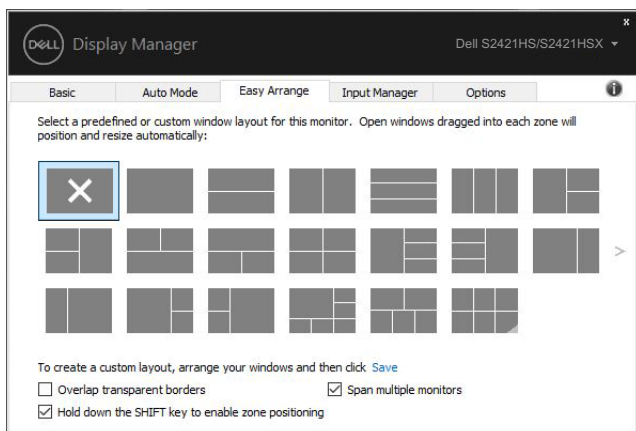 x
DELL Display Manager Dell S2421HS/S2421HSX
Basic Auto Mode Easy Arrange Input Manager Options
Select a predefined or custom window layout for this monitor. Open windows dragged into each zone will
position and resize automatically:
To create a custom layout, arrange your windows and then click Save
Overlap transparent borders Span multiple monitors
Hold down the SHIFT key to enable zone positioning